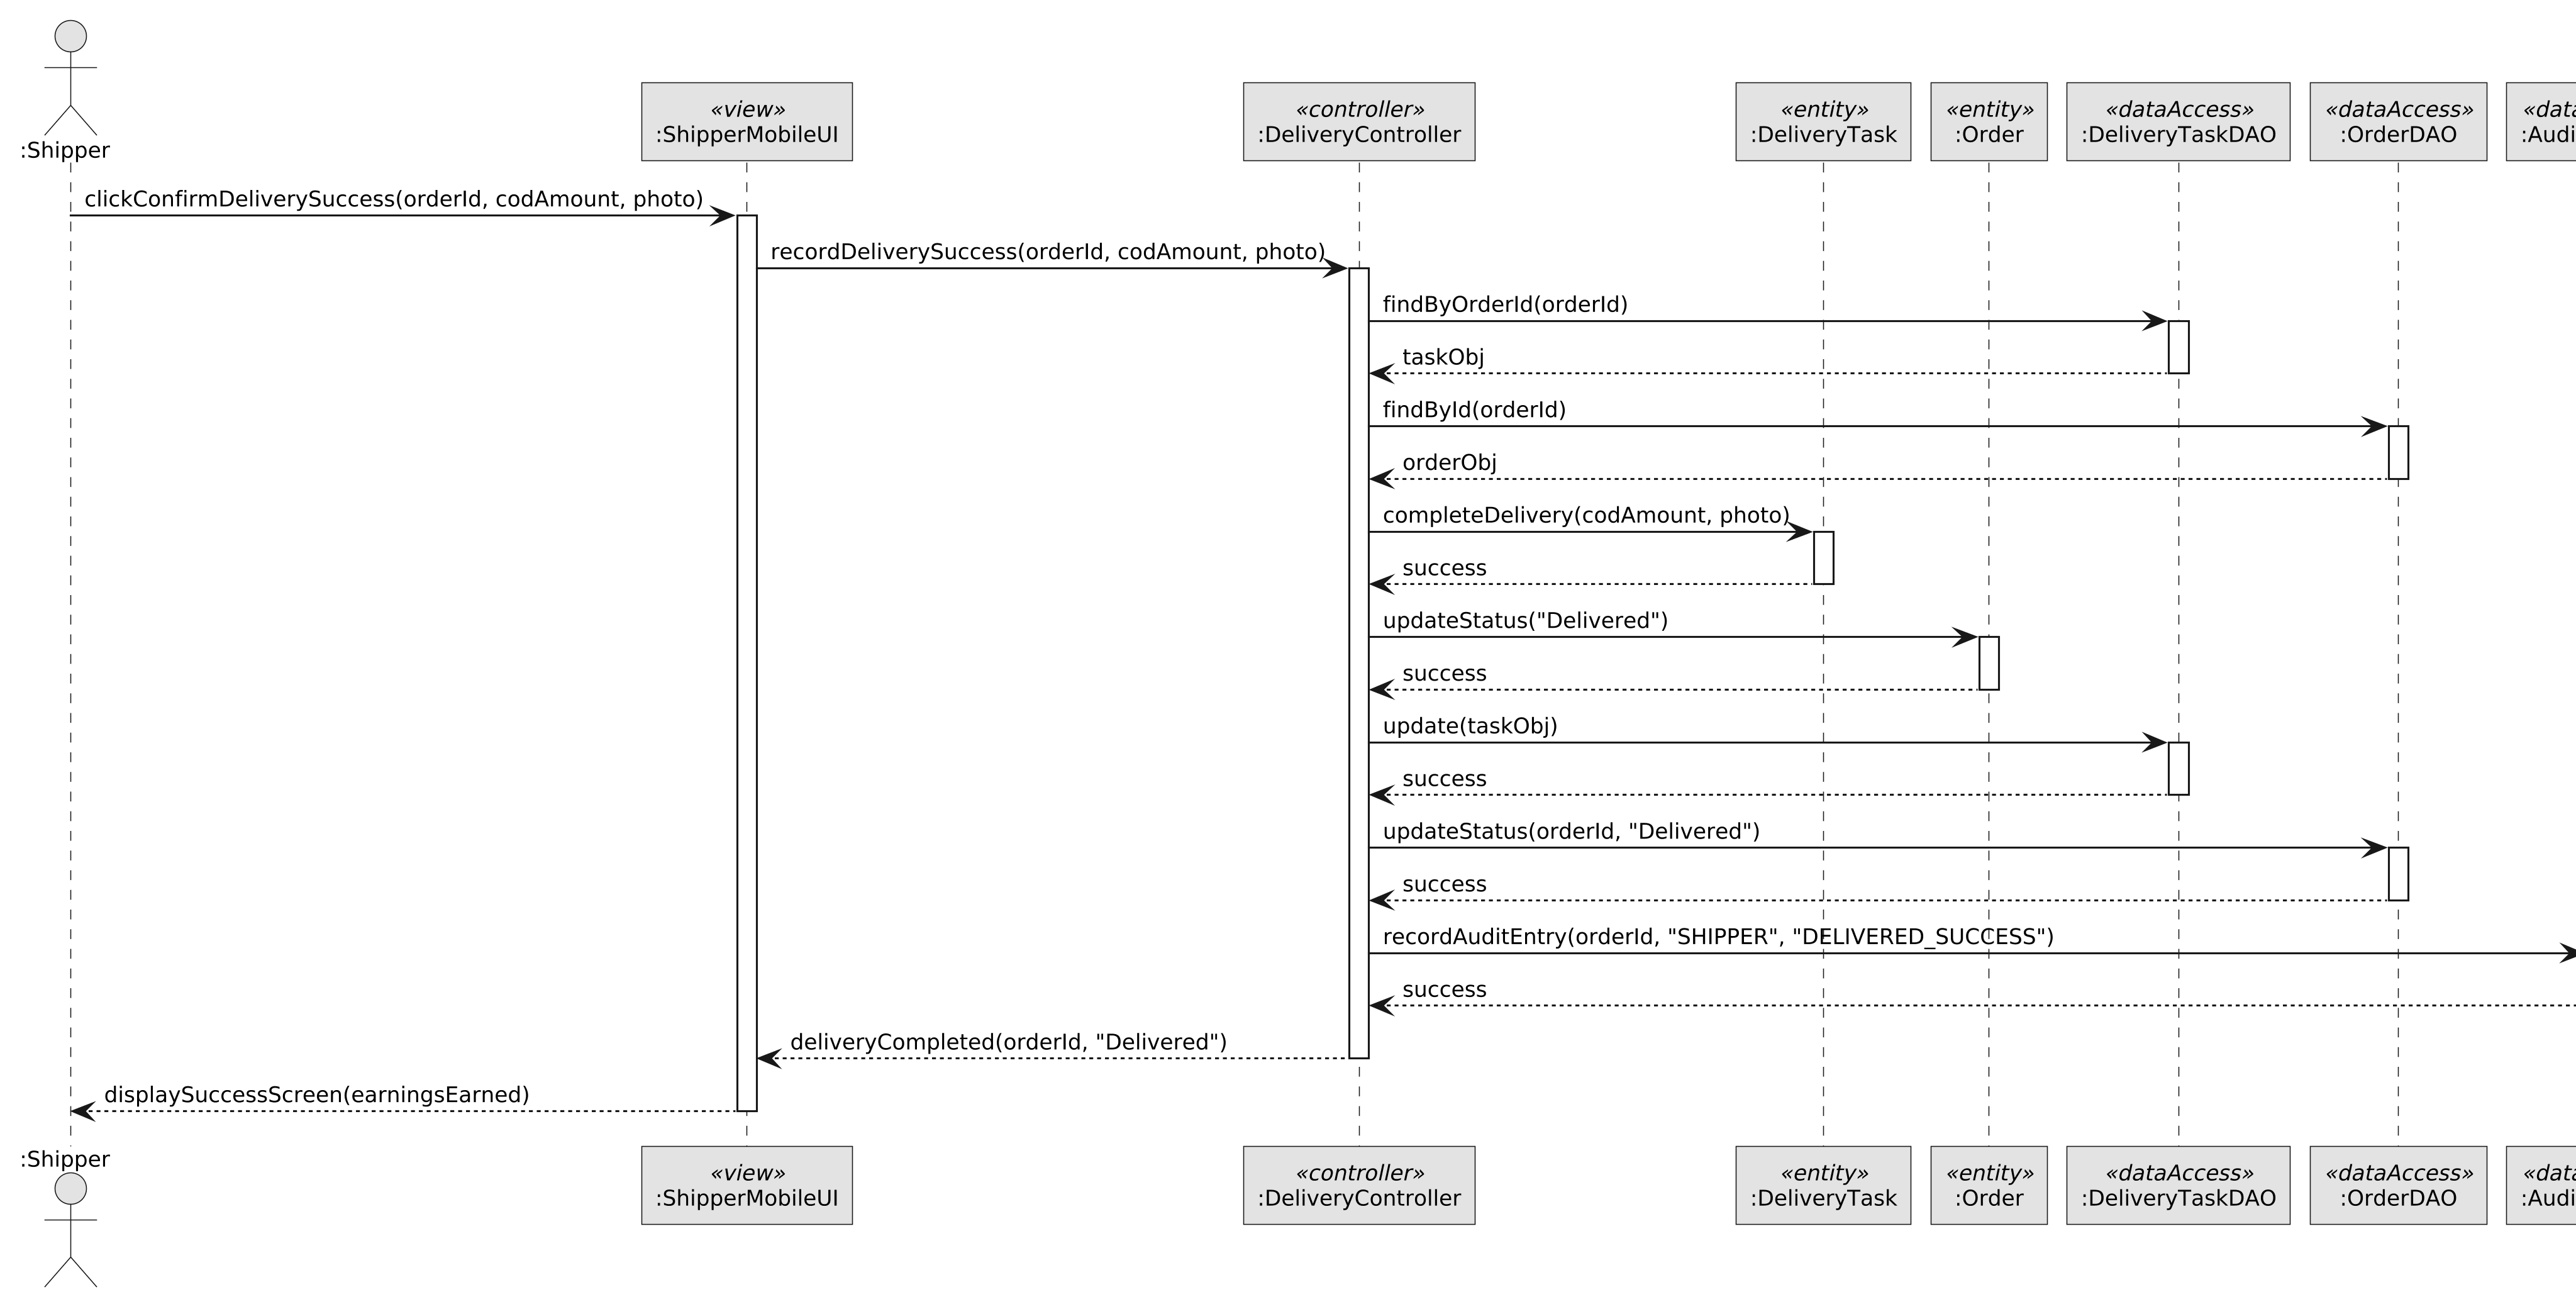 :Shipper
«view»
:ShipperMobileUI
«controller»
:DeliveryController
«entity»
:DeliveryTask
«entity»
:Order
«dataAccess»
:DeliveryTaskDAO
«dataAccess»
:OrderDAO
clickConfirmDeliverySuccess(orderId, codAmount, photo)
recordDeliverySuccess(orderId, codAmount, photo)
findByOrderId(orderId)
taskObj
findById(orderId)
orderObj
completeDelivery(codAmount, photo)
success
updateStatus("Delivered")
success
update(taskObj)
success
updateStatus(orderId, "Delivered")
success
recordAuditEntry(orderId, "SHIPPER", "DELIVERED_SUCCESS")
success
deliveryCompleted(orderId, "Delivered")
displaySuccessScreen(earningsEarned)
:Shipper
«view»
:ShipperMobileUI
«controller»
:DeliveryController
«entity»
:DeliveryTask
«entity»
:Order
«dataAccess»
:DeliveryTaskDAO
«dataAccess»
:OrderDAO